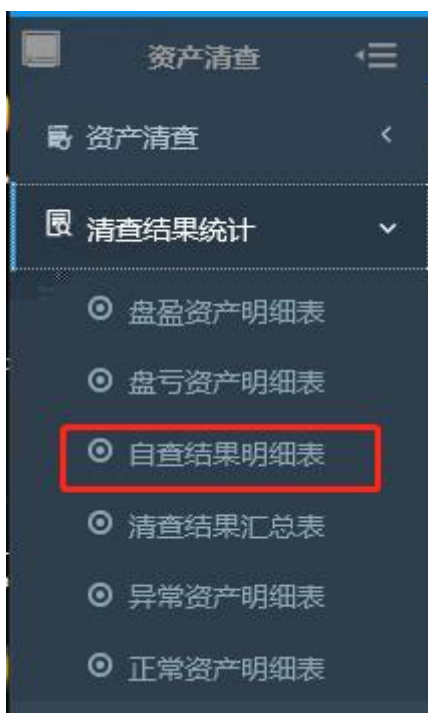 资产清查
资产清查
清查结果统计
盘盈资产明细表
盘亏资产明细表
自查结果明细表
清查结果汇总表
异常资产明细表
正常资产明细表